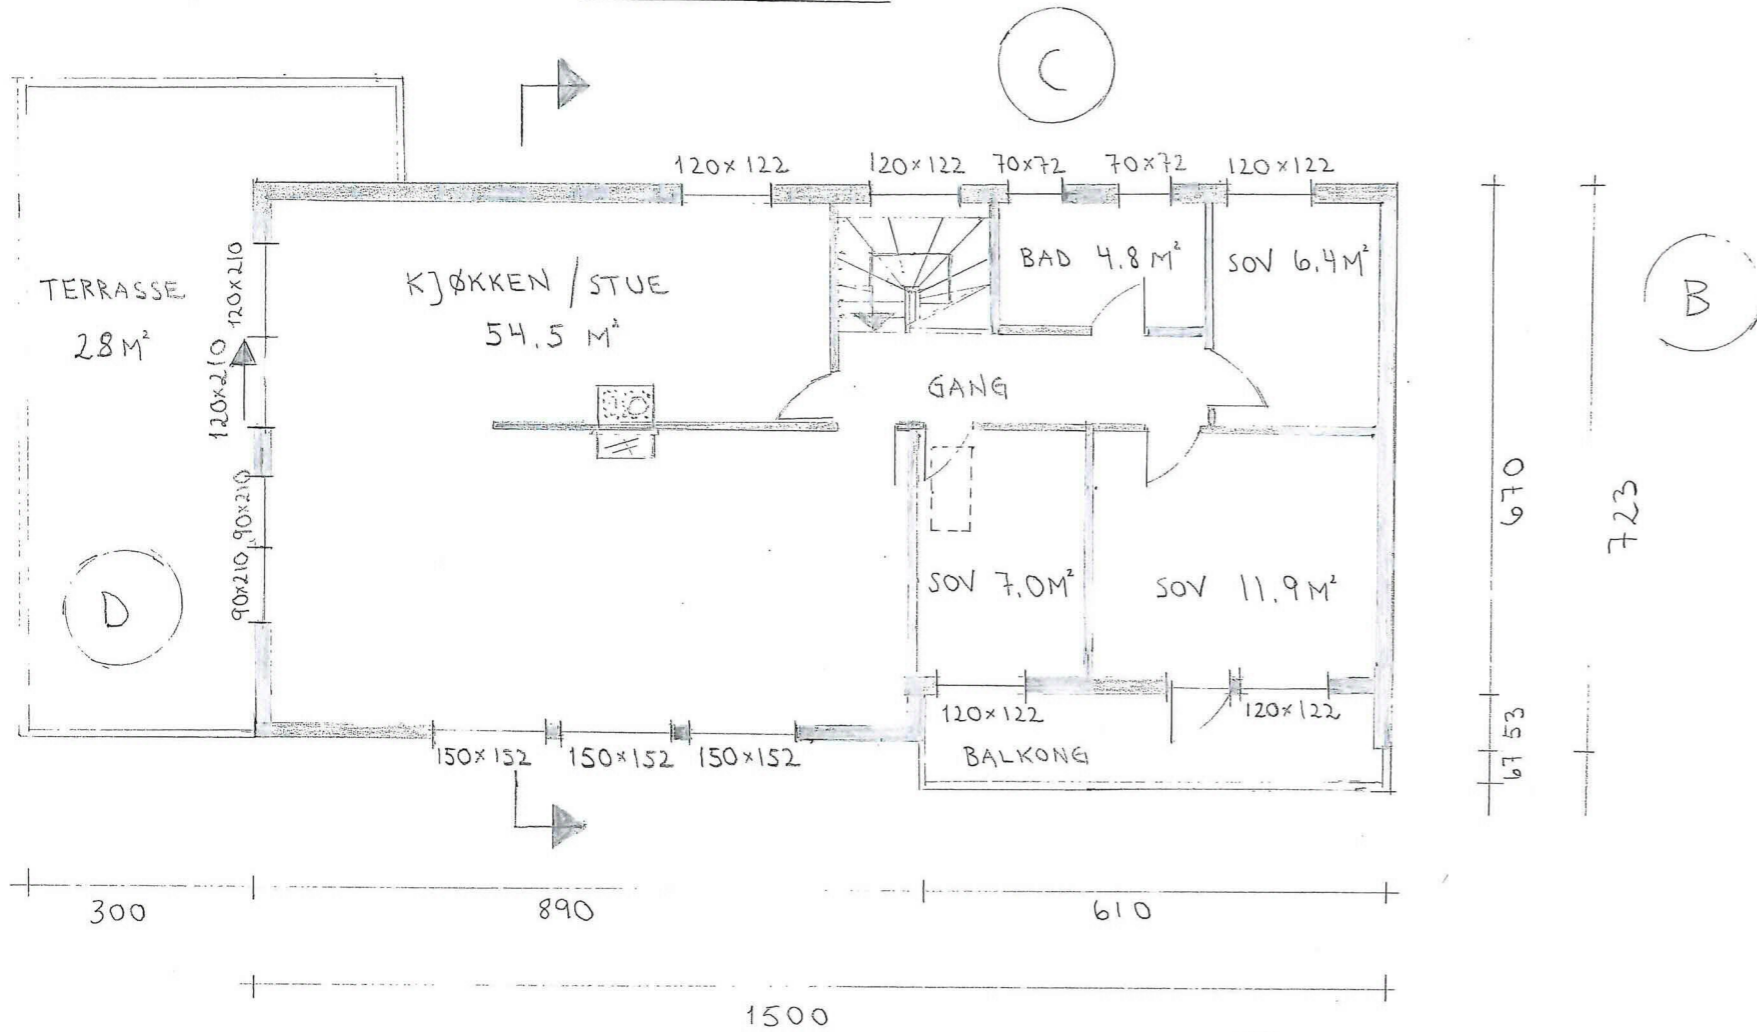 C
120×122
120×122
70×72
70×72
120×122
TERRASSE
28 M²
120×210
120×210
90×210
90×210
KJØKKEN / STUE
54.5 M²
BAD 4.8 M²
SOV 6.4 M²
B
GANG
SOV 7.0 M²
SOV 11.9 M²
D
120×122
120×122
BALKONG
150×152
150×152
150×152
670
723
53
67
300
890
610
1500